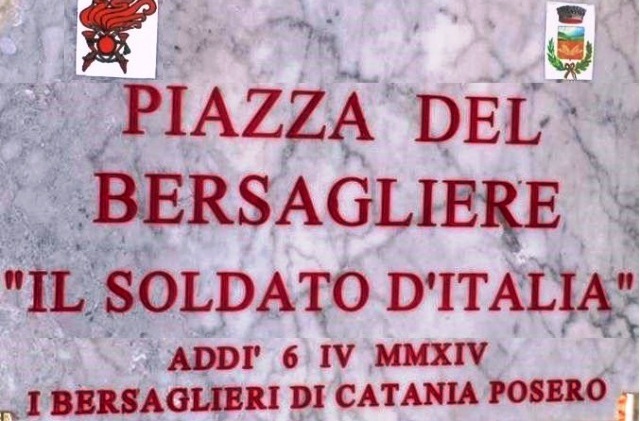 PIAZZA DEL
BERSAGLIERE
"IL SOLDATO D'ITALIA"
ADDI' 6 IV MMXIV
I BERSAGLIERI DI CATANIA POSERO